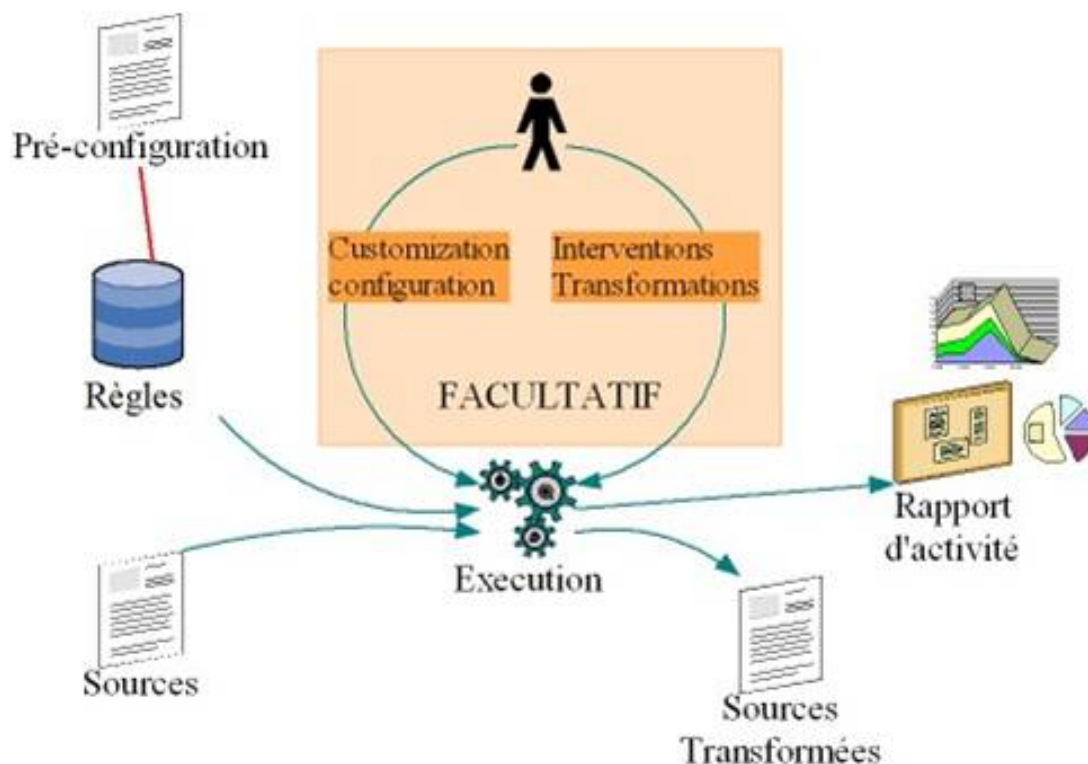 Pré-configuration
Customization
configuration
Interventions
Transformations
Règles
FACULTATIF
Rapport
d'activité
Execution
Sources
Sources
Transformées